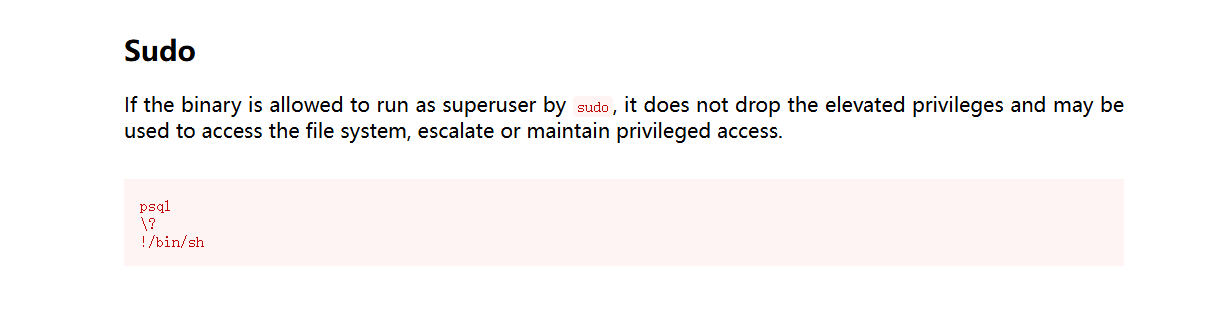 Sudo
If the binary is allowed to run as superuser by sudo, it does not drop the elevated privileges and may be
used to access the file system, escalate or maintain privileged access.
psql
\?
!/bin/sh